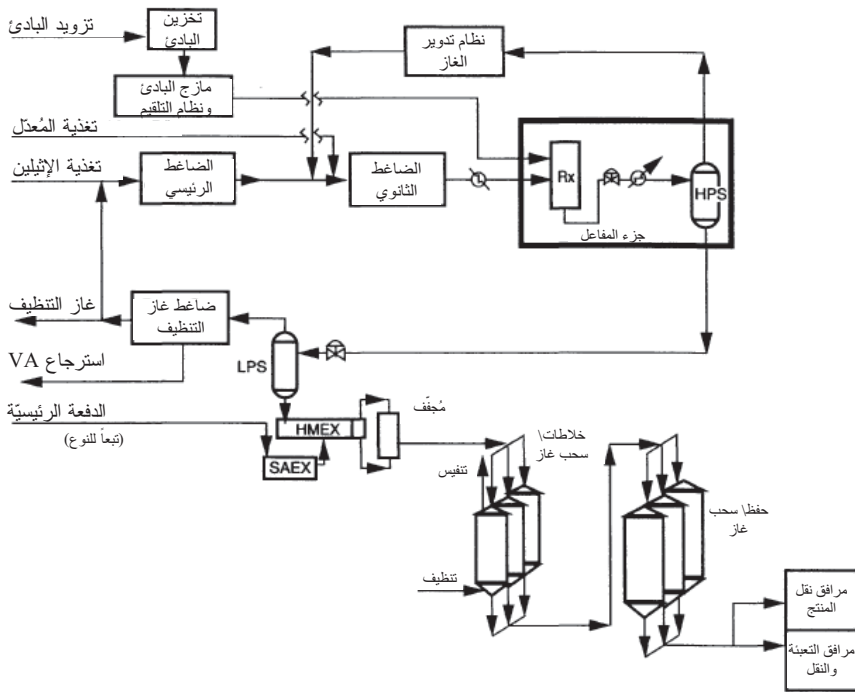 تزويد البادئ
تخزين
البادئ
نظام تدوير
الغاز
مازج البادئ
ونظام التلقيم
تغذية المُعدّل
تغذية الإثيلين
الضاغط
الرئيسي
الضاغط
الثانوي
Rx
HPS
جزء المفاعل
غاز التنظيف
ضاغط غاز
التنظيف
استرجاع VA
LPS
الدفعة الرئيسيّة
(تبعاً للنوع)
HMEX
SAEX
مُجفّف
خلاطات\
سحب غاز
تنفيس
تنظيف
حفظ\ سحب
غاز
مرافق نقل
المنتج
مرافق التعبئة
والنقل